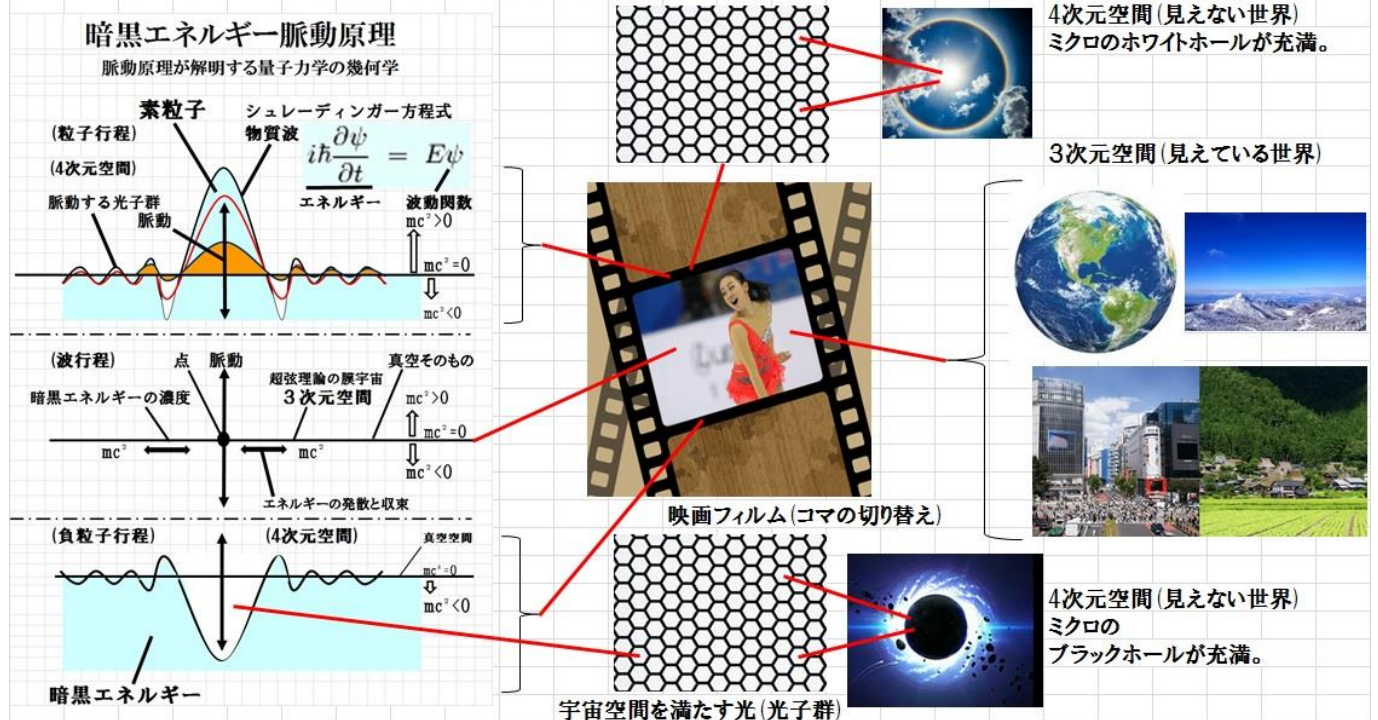 暗黒エネルギー脈動原理
脈動原理が解明する量子力学の幾何学
素粒子
シュレーディンガー方程式
(粒子行程)
物質波
iħ ∂ψ/∂t = Eψ
(4次元空間)
エネルギー
波動関数
脈動する光子群
脈動
mc²>0
mc²=0
mc²<0
(波行程)
点
脈動
真空そのもの
超弦理論の膜宇宙
暗黒エネルギーの濃度
3次元空間
mc²>0
mc²=0
mc²
mc²
mc²<0
エネルギーの発散と収束
(負粒子行程)
(4次元空間)
真空空間
mc²=0
mc²<0
暗黒エネルギー
映画フィルム(コマの切り替え)
宇宙空間を満たす光(光子群)
4次元空間(見えない世界)
ミクロのホワイトホールが充満。
3次元空間(見えている世界)
4次元空間(見えない世界)
ミクロの
ブラックホールが充満。